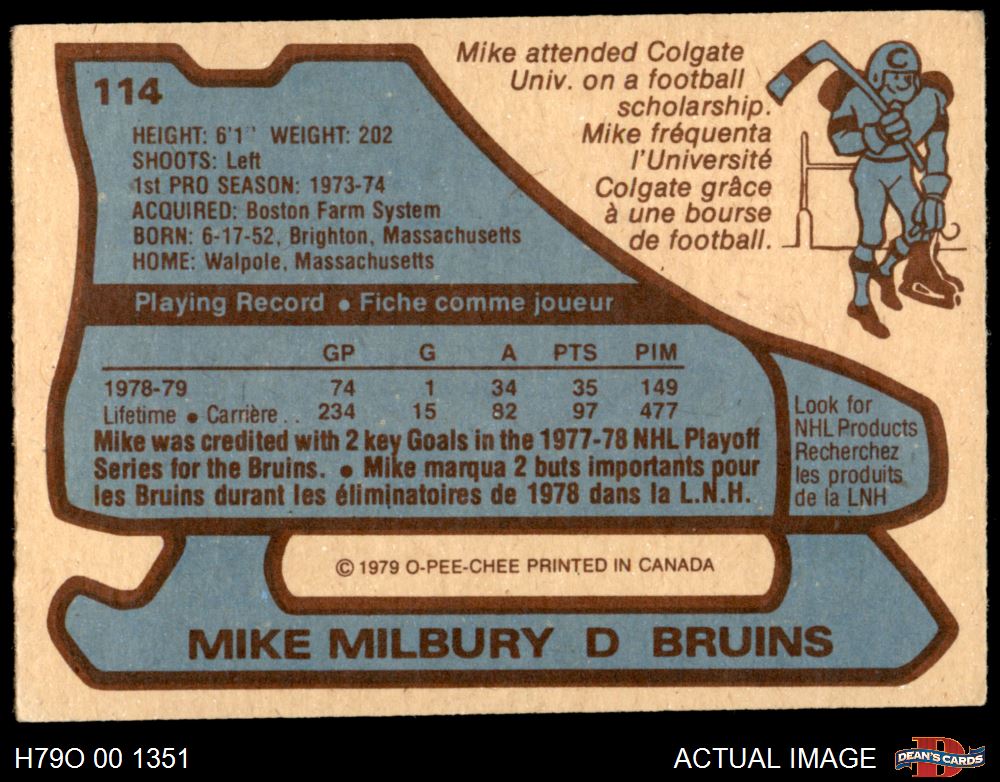 114
HEIGHT: 6'1" WEIGHT: 202
SHOOTS: Left
1st PRO SEASON: 1973-74
ACQUIRED: Boston Farm System
BORN: 6-17-52, Brighton, Massachusetts
HOME: Walpole, Massachusetts
Mike attended Colgate
Univ. on a football
scholarship.
Mike fréquenta
l'Université
Colgate grâce
à une bourse
de football.
C
Playing Record ● Fiche comme joueur
GP G A PTS PIM
1978-79 74 1 34 35 149
Lifetime ● Carrière.. 234 15 82 97 477
Mike was credited with 2 key Goals in the 1977-78 NHL Playoff
Series for the Bruins. ● Mike marqua 2 buts importants pour
les Bruins durant les éliminatoires de 1978 dans la L.N.H.
Look for
NHL Products
Recherchez
les produits
de la LNH
© 1979 O-PEE-CHEE PRINTED IN CANADA
MIKE MILBURY D BRUINS
H79O 00 1351
ACTUAL IMAGE
D
DEAN'S CARDS